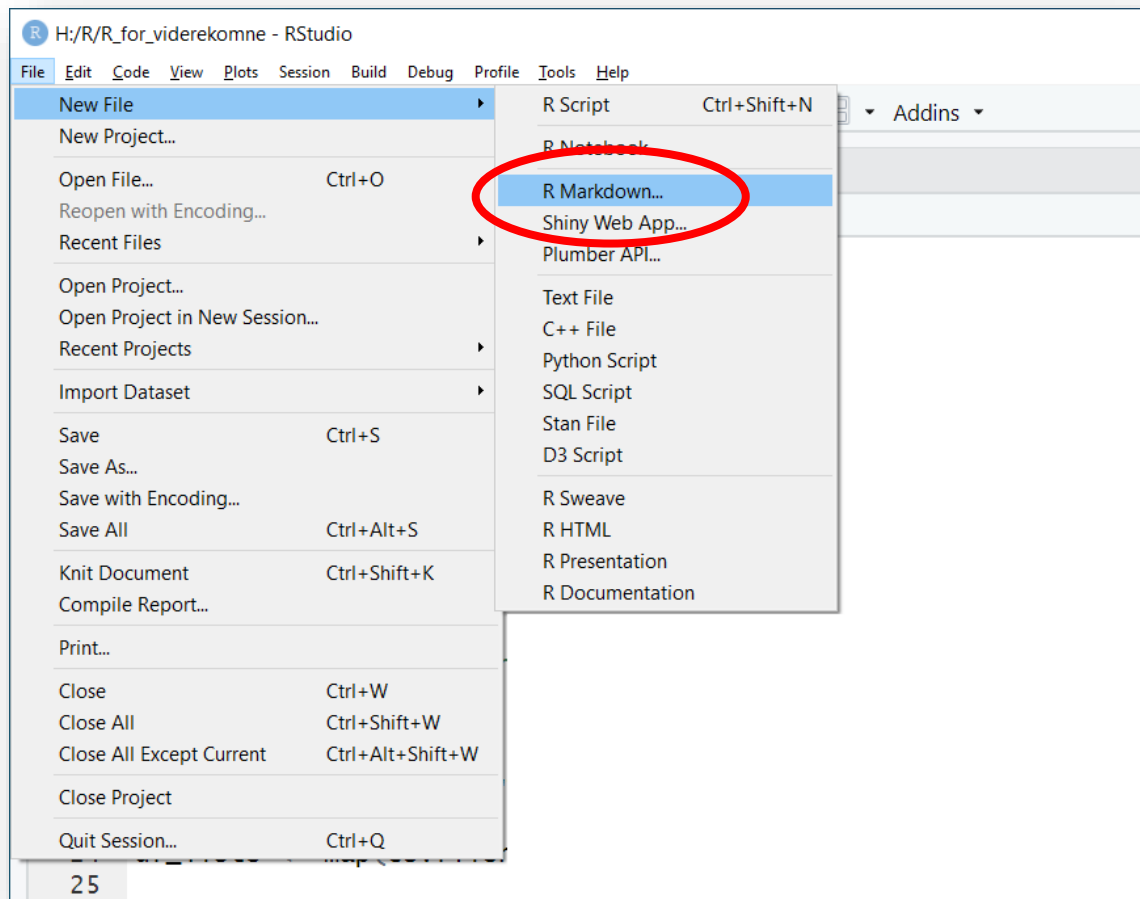 R H:/R/R_for_viderekomne - RStudio
File Edit Code View Plots Session Build Debug Profile Tools Help
Addins
New File
New Project...
Open File... Ctrl+O
Reopen with Encoding...
Recent Files
Open Project...
Open Project in New Session...
Recent Projects
Import Dataset
Save Ctrl+S
Save As...
Save with Encoding...
Save All Ctrl+Alt+S
Knit Document Ctrl+Shift+K
Compile Report...
Print...
Close Ctrl+W
Close All Ctrl+Shift+W
Close All Except Current Ctrl+Alt+Shift+W
Close Project
Quit Session... Ctrl+Q
R Script Ctrl+Shift+N
R Notebook
R Markdown...
Shiny Web App...
Plumber API...
Text File
C++ File
Python Script
SQL Script
Stan File
D3 Script
R Sweave
R HTML
R Presentation
R Documentation
25